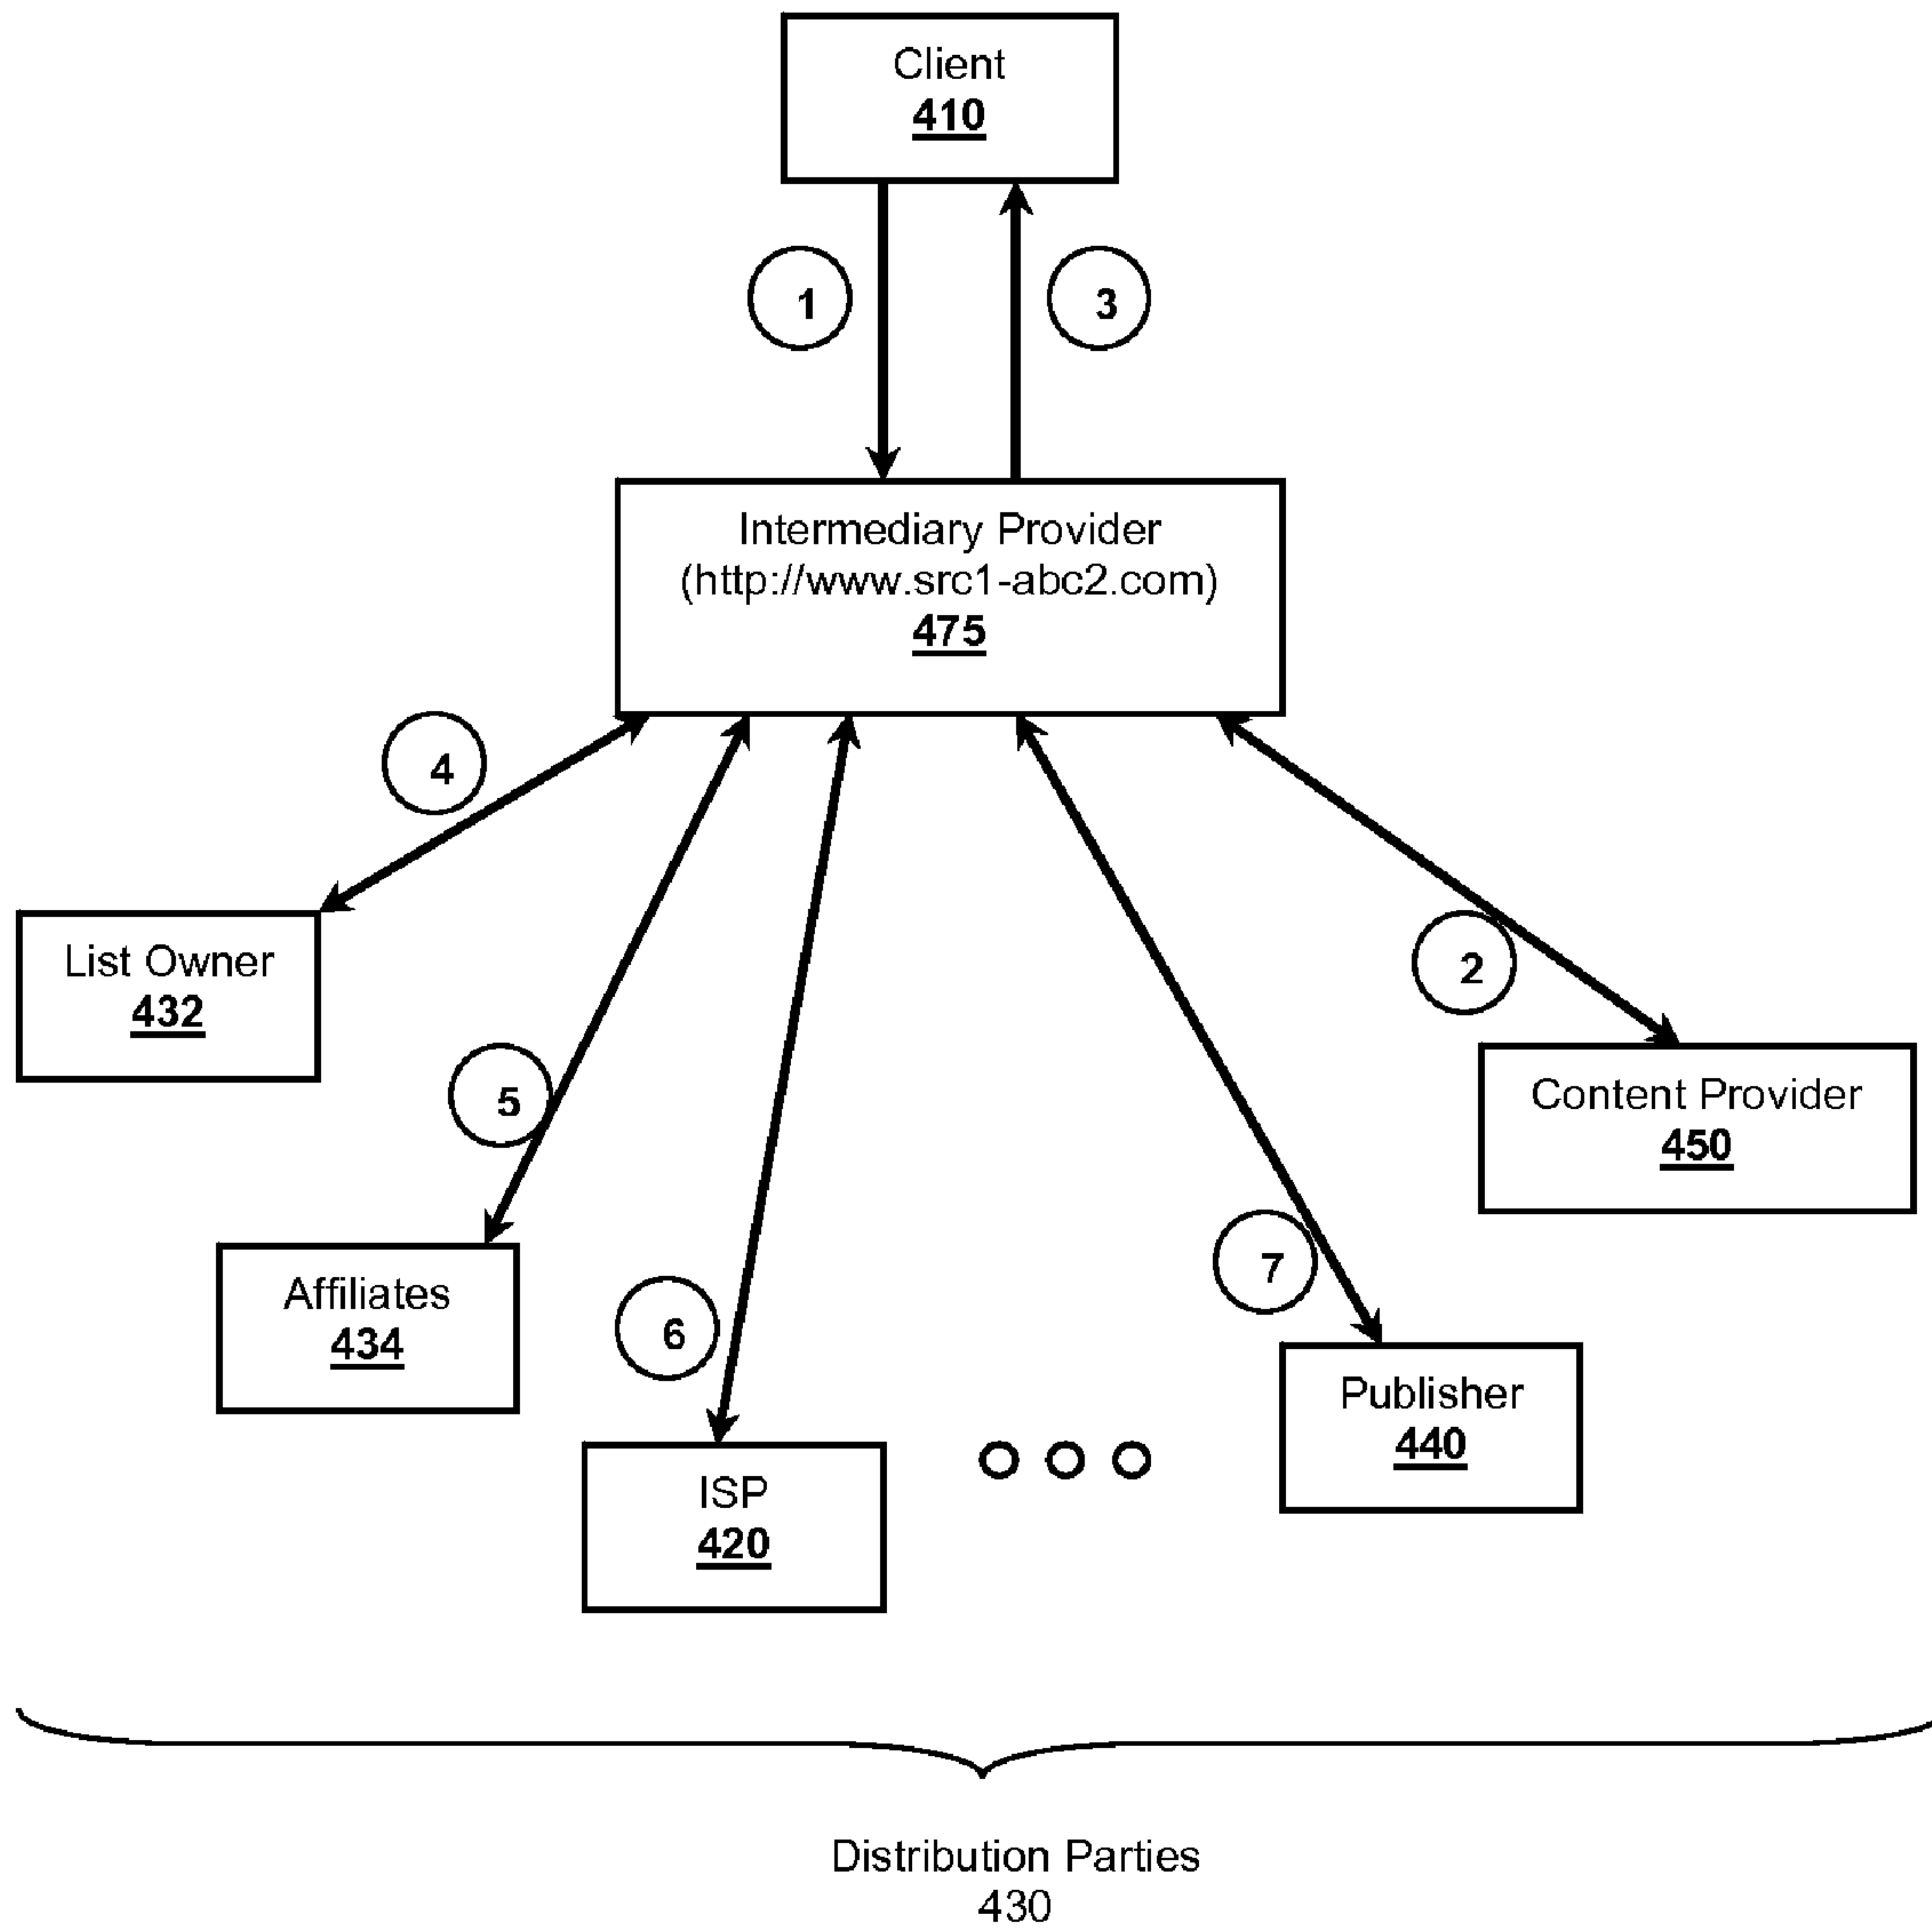 Client
410
1
3
Intermediary Provider
(http://www.src1-abc2.com)
475
4
List Owner
432
2
Content Provider
450
5
Affiliates
434
6
7
Publisher
440
ISP
420
Distribution Parties
430